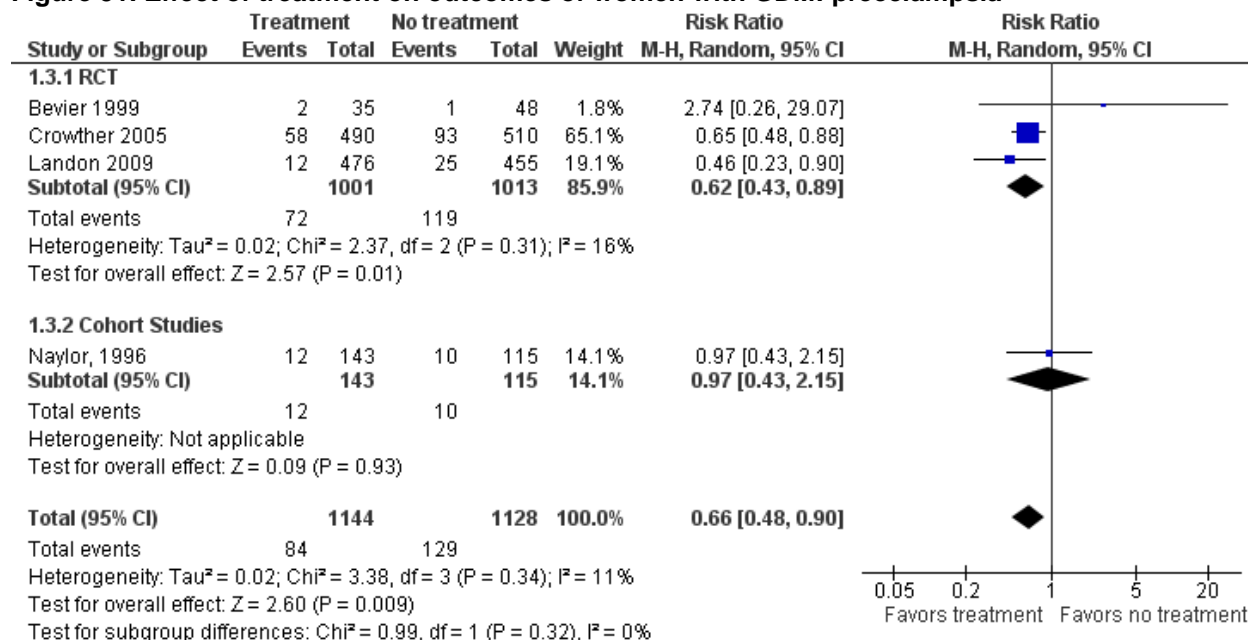 Treatment No treatment Risk Ratio Risk Ratio
Study or Subgroup Events Total Events Total Weight M-H, Random, 95% CI M-H, Random, 95% CI
1.3.1 RCT
Bevier 1999 2 35 1 48 1.8% 2.74 [0.26, 29.07]
Crowther 2005 58 490 93 510 65.1% 0.65 [0.48, 0.88]
Landon 2009 12 476 25 455 19.1% 0.46 [0.23, 0.90]
Subtotal (95% CI) 1001 1013 85.9% 0.62 [0.43, 0.89]
Total events 72 119
Heterogeneity: Tau² = 0.02; Chi² = 2.37, df = 2 (P = 0.31); I² = 16%
Test for overall effect: Z = 2.57 (P = 0.01)
1.3.2 Cohort Studies
Naylor, 1996 12 143 10 115 14.1% 0.97 [0.43, 2.15]
Subtotal (95% CI) 143 115 14.1% 0.97 [0.43, 2.15]
Total events 12 10
Heterogeneity: Not applicable
Test for overall effect: Z = 0.09 (P = 0.93)
Total (95% CI) 1144 1128 100.0% 0.66 [0.48, 0.90]
Total events 84 129
Heterogeneity: Tau² = 0.02; Chi² = 3.38, df = 3 (P = 0.34); I² = 11%
Test for overall effect: Z = 2.60 (P = 0.009)
Test for subgroup differences: Chi² = 0.99, df = 1 (P = 0.32), I² = 0%
0.05 0.2 1 5 20
Favors treatment Favors no treatment